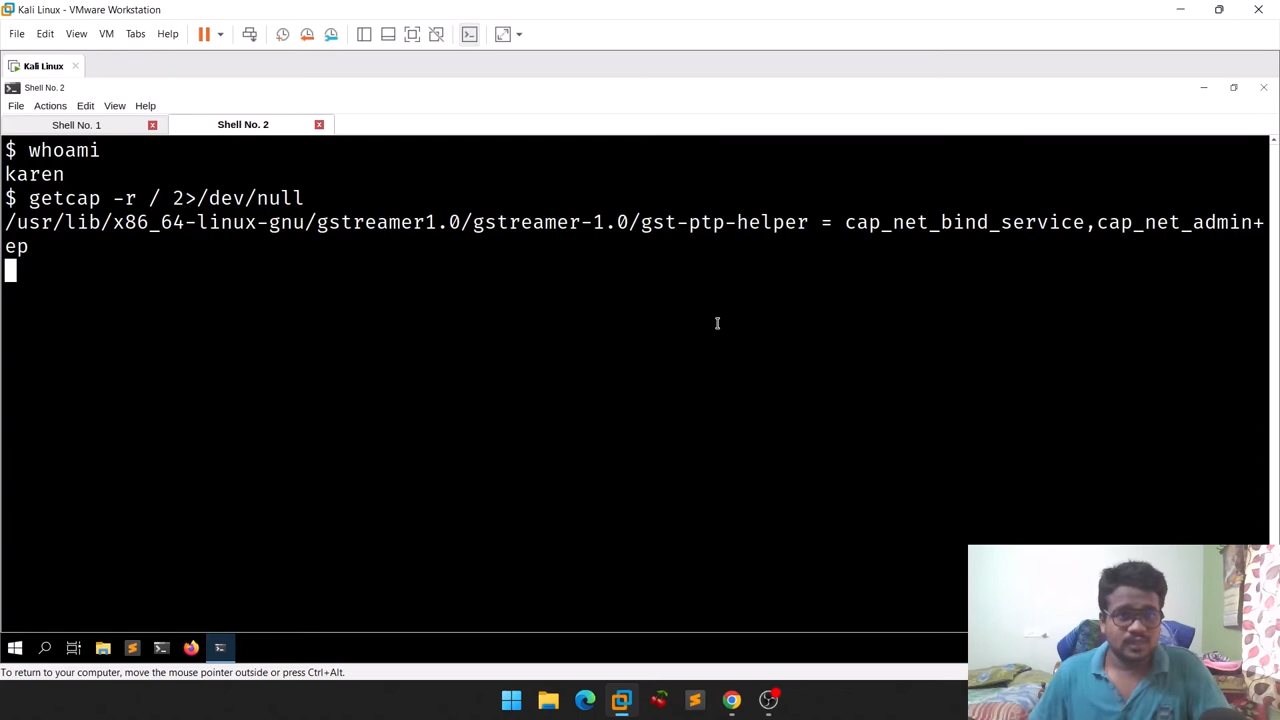 Kali Linux - VMware Workstation
File Edit View VM Tabs Help
Kali Linux
Shell No. 2
File Actions Edit View Help
Shell No. 1 Shell No. 2
$ whoami
karen
$ getcap -r / 2>/dev/null
/usr/lib/x86_64-linux-gnu/gstreamer1.0/gstreamer-1.0/gst-ptp-helper = cap_net_bind_service,cap_net_admin+
ep
To return to your computer, move the mouse pointer outside or press Ctrl+Alt.